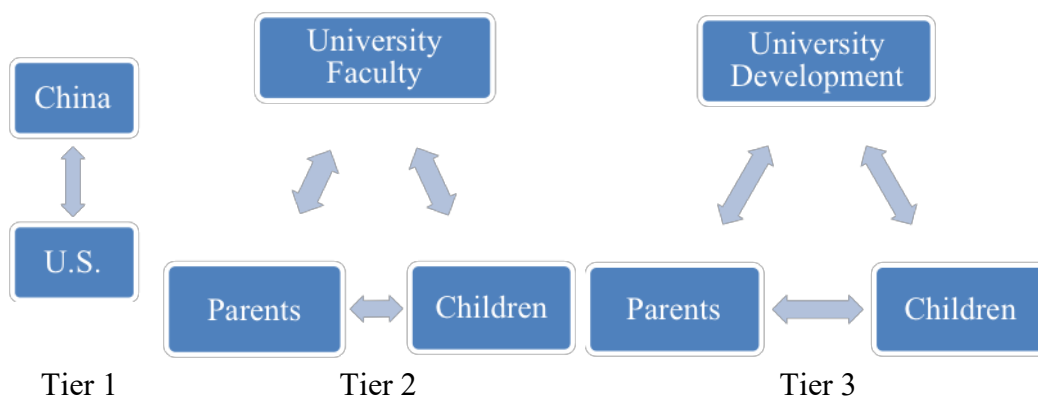 China
U.S.
Tier 1
University
Faculty
Parents
Children
Tier 2
University
Development
Parents
Children
Tier 3